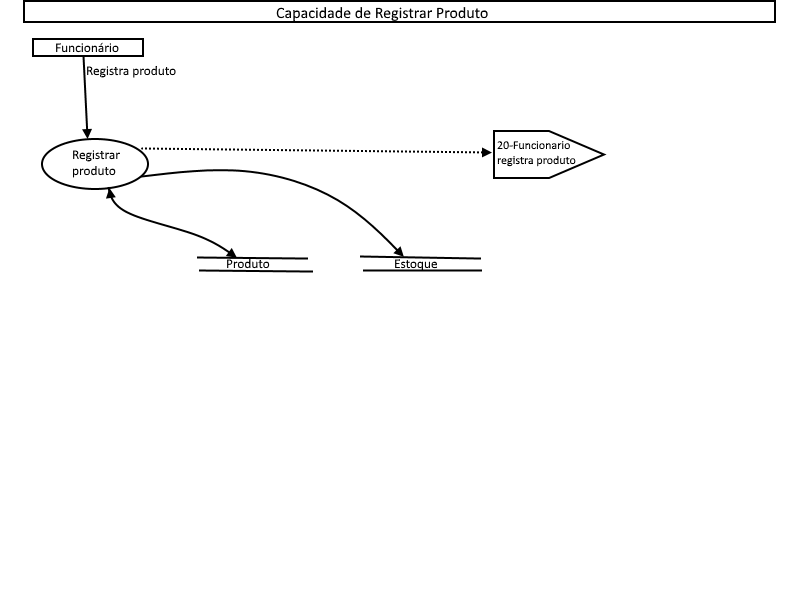 Capacidade de Registrar Produto
Funcionário
Registra produto
Registrar
produto
20-Funcionario
registra produto
Produto
Estoque